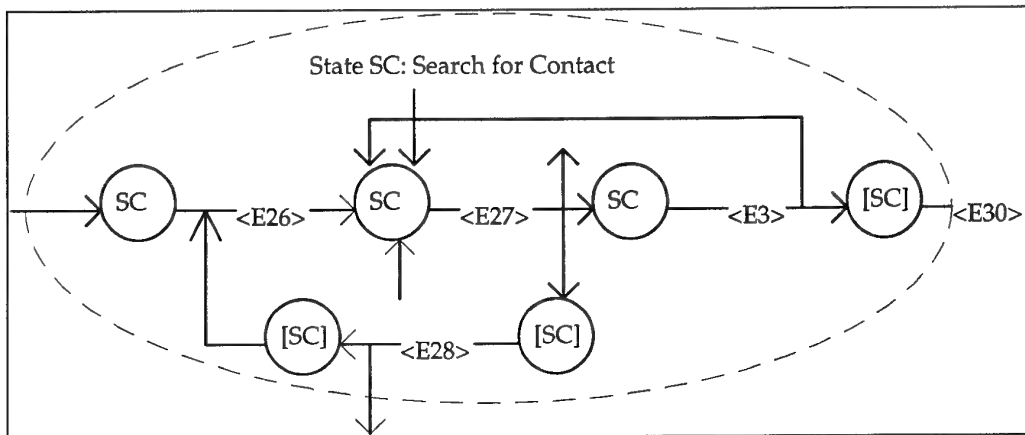 State SC: Search for Contact
SC <E26> SC <E27> SC <E3> [SC] <E30>
[SC] <E28> [SC]